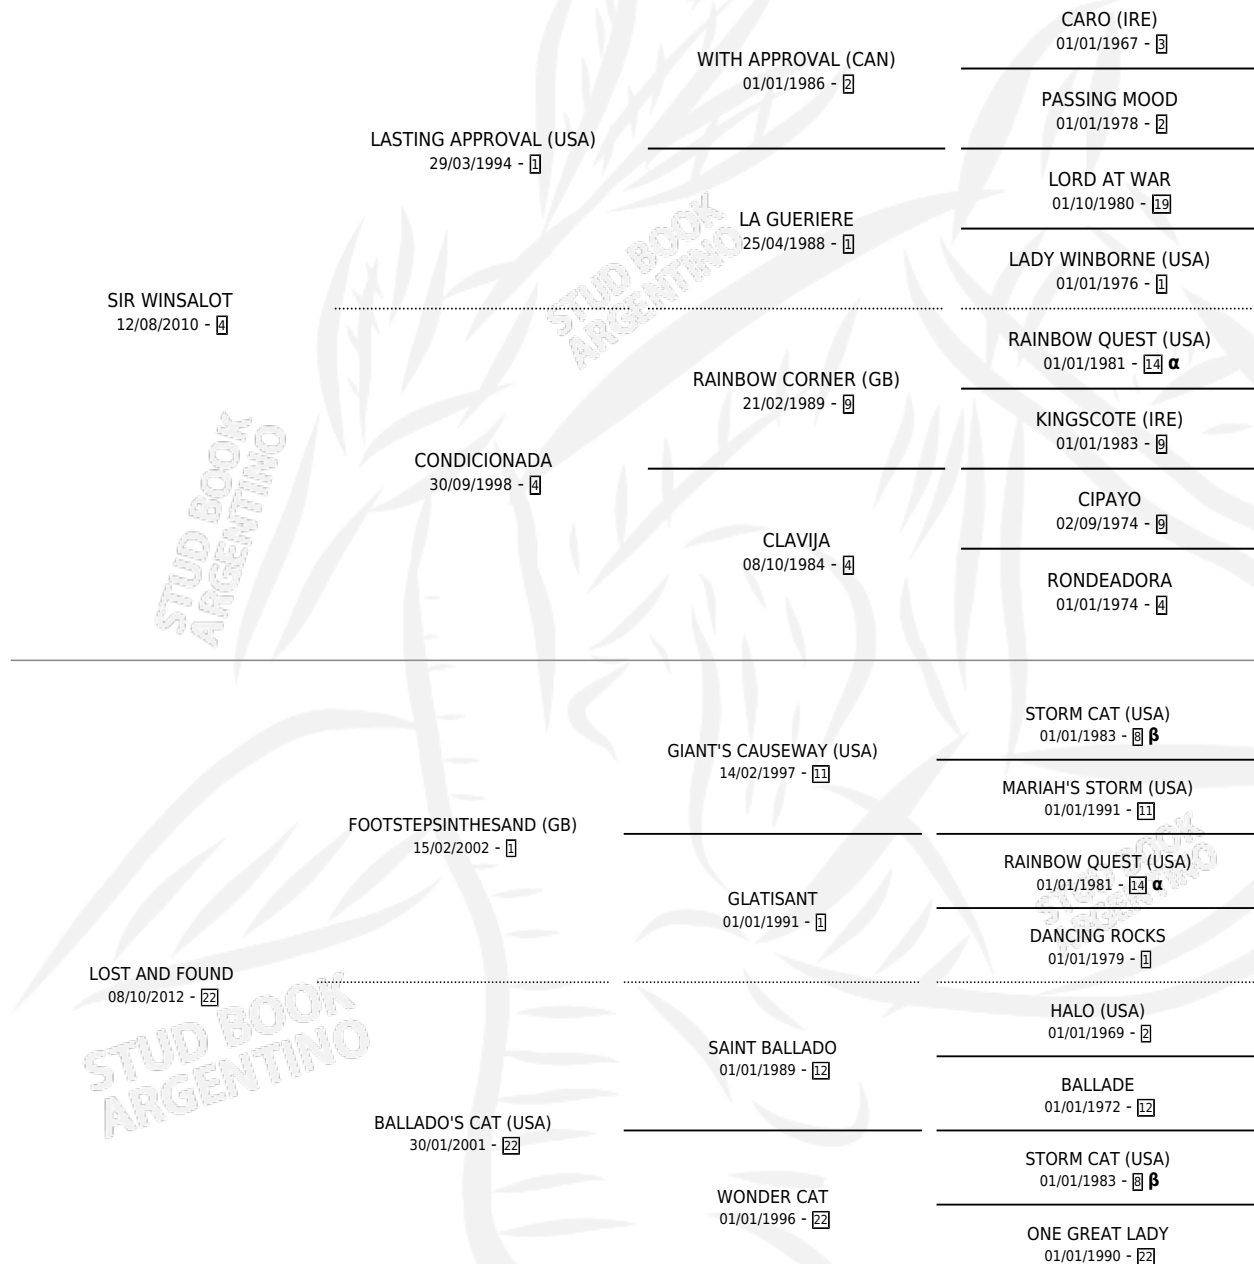 CARO (IRE)
01/01/1967 - 3
WITH APPROVAL (CAN)
01/01/1986 - 2
PASSING MOOD
01/01/1978 - 2
LASTING APPROVAL (USA)
29/03/1994 - 1
LORD AT WAR
01/10/1980 - 19
LA GUERIERE
25/04/1988 - 1
LADY WINBORNE (USA)
01/01/1976 - 1
SIR WINSALOT
12/08/2010 - 4
RAINBOW QUEST (USA)
01/01/1981 - 14 α
RAINBOW CORNER (GB)
21/02/1989 - 9
KINGSCOTE (IRE)
01/01/1983 - 9
CONDICIONADA
30/09/1998 - 4
CIPAYO
02/09/1974 - 9
CLAVIJA
08/10/1984 - 4
RONDEADORA
01/01/1974 - 4
STORM CAT (USA)
01/01/1983 - 8 β
GIANT'S CAUSEWAY (USA)
14/02/1997 - 11
MARIAH'S STORM (USA)
01/01/1991 - 11
FOOTSTEPSINTHESAND (GB)
15/02/2002 - 1
RAINBOW QUEST (USA)
01/01/1981 - 14 α
GLATISANT
01/01/1991 - 1
DANCING ROCKS
01/01/1979 - 1
LOST AND FOUND
08/10/2012 - 22
HALO (USA)
01/01/1969 - 2
SAINT BALLADO
01/01/1989 - 12
BALLADE
01/01/1972 - 12
BALLADO'S CAT (USA)
30/01/2001 - 22
STORM CAT (USA)
01/01/1983 - 8 β
WONDER CAT
01/01/1996 - 22
ONE GREAT LADY
01/01/1990 - 22
STUD BOOK
ARGENTINO
STUD BOOK
ARGENTINO
STUD BOOK
ARGENTINO
STUD BOOK
ARGENTINO